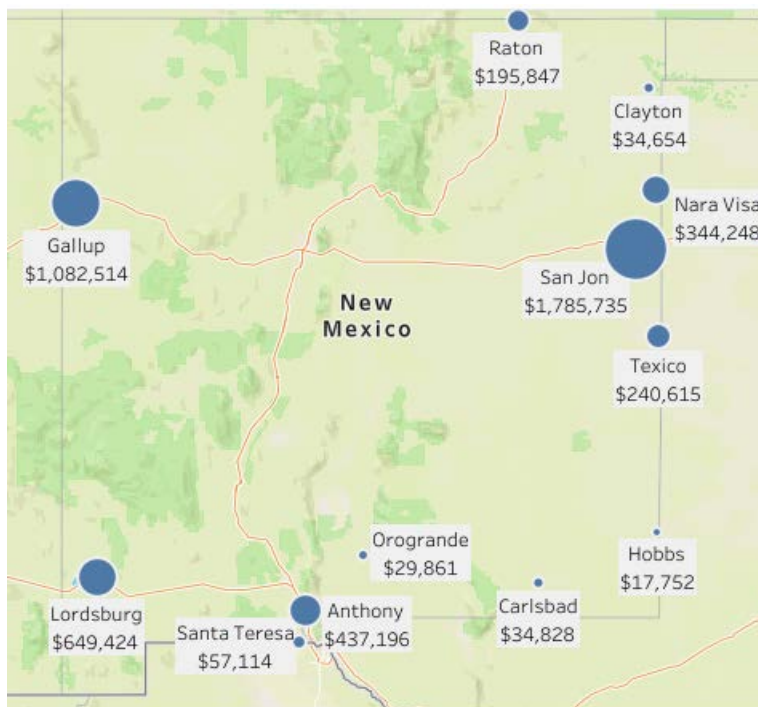 Raton
$195,847
Clayton
$34,654
Nara Visa
$344,248
Gallup
$1,082,514
San Jon
$1,785,735
New
Mexico
Texico
$240,615
Orogrande
$29,861
Hobbs
$17,752
Lordsburg
$649,424
Anthony
$437,196
Carlsbad
$34,828
Santa Teresa
$57,114